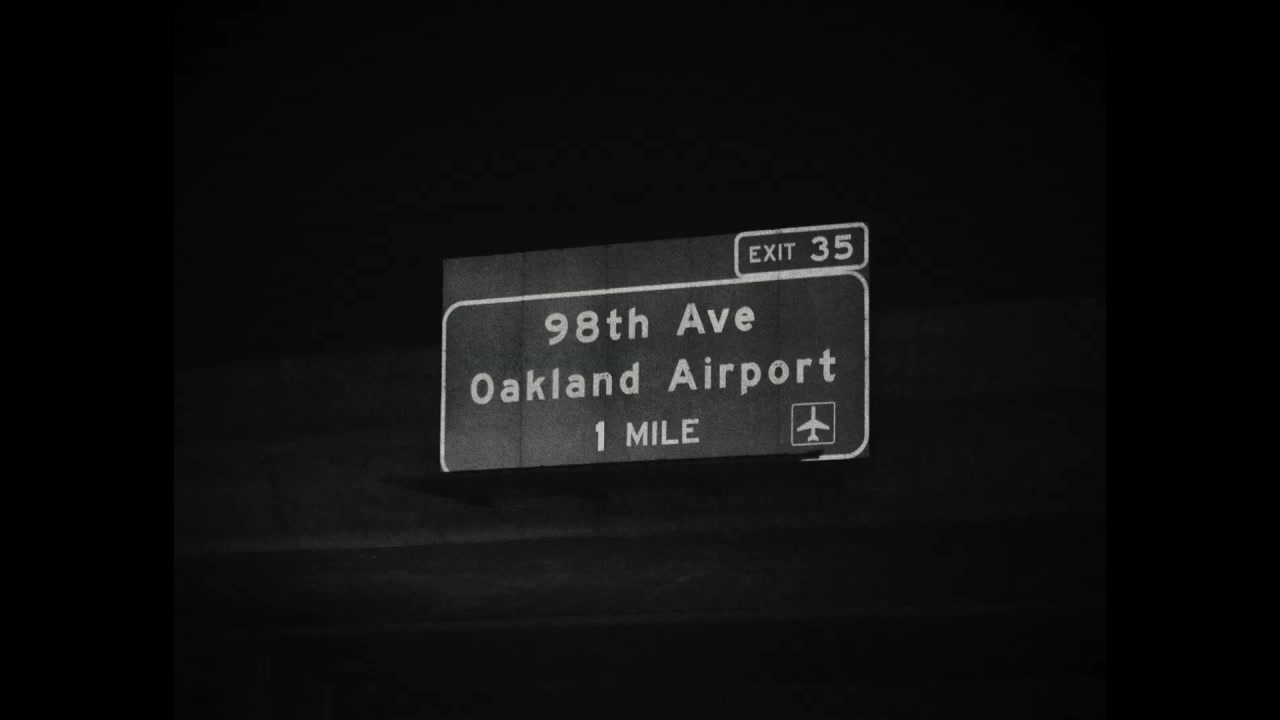 EXIT 35
98th Ave
Oakland Airport
1 MILE